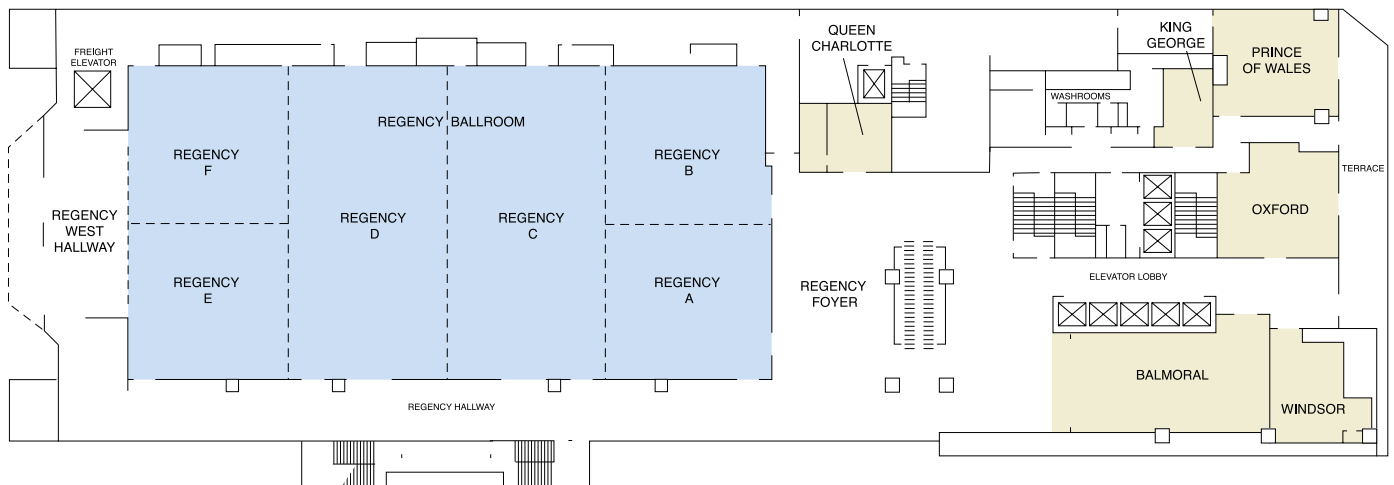 QUEEN
CHARLOTTE
KING
GEORGE
PRINCE
OF WALES
FREIGHT
ELEVATOR
WASHROOMS
REGENCY BALLROOM
REGENCY
F
REGENCY
B
TERRACE
REGENCY
WEST
HALLWAY
REGENCY
D
REGENCY
C
OXFORD
REGENCY
E
REGENCY
A
REGENCY
FOYER
ELEVATOR LOBBY
BALMORAL
WINDSOR
REGENCY HALLWAY